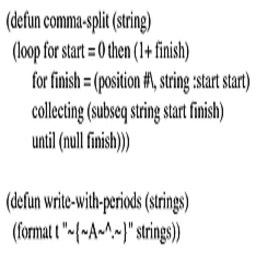 (defun comma-split (string)
(loop for start = 0 then (1+ finish)
for finish = (position #\, string :start start)
collecting (subseq string start finish)
until (null finish)))
(defun write-with-periods (strings)
(format t "~{~A~^.~}" strings))